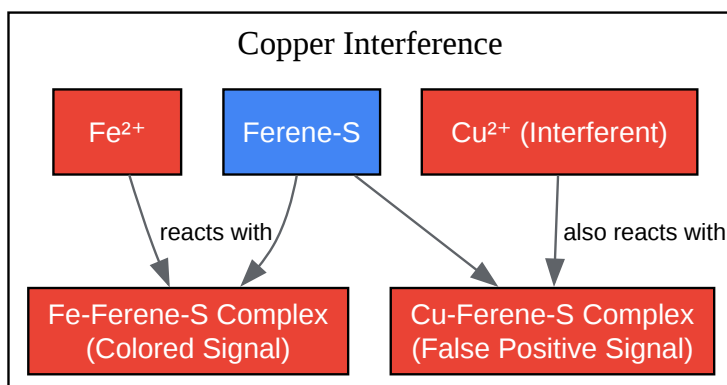 Copper Interference
Fe²⁺
Ferene-S
Cu²⁺ (Interferent)
reacts with
also reacts with
Fe-Ferene-S Complex
(Colored Signal)
Cu-Ferene-S Complex
(False Positive Signal)